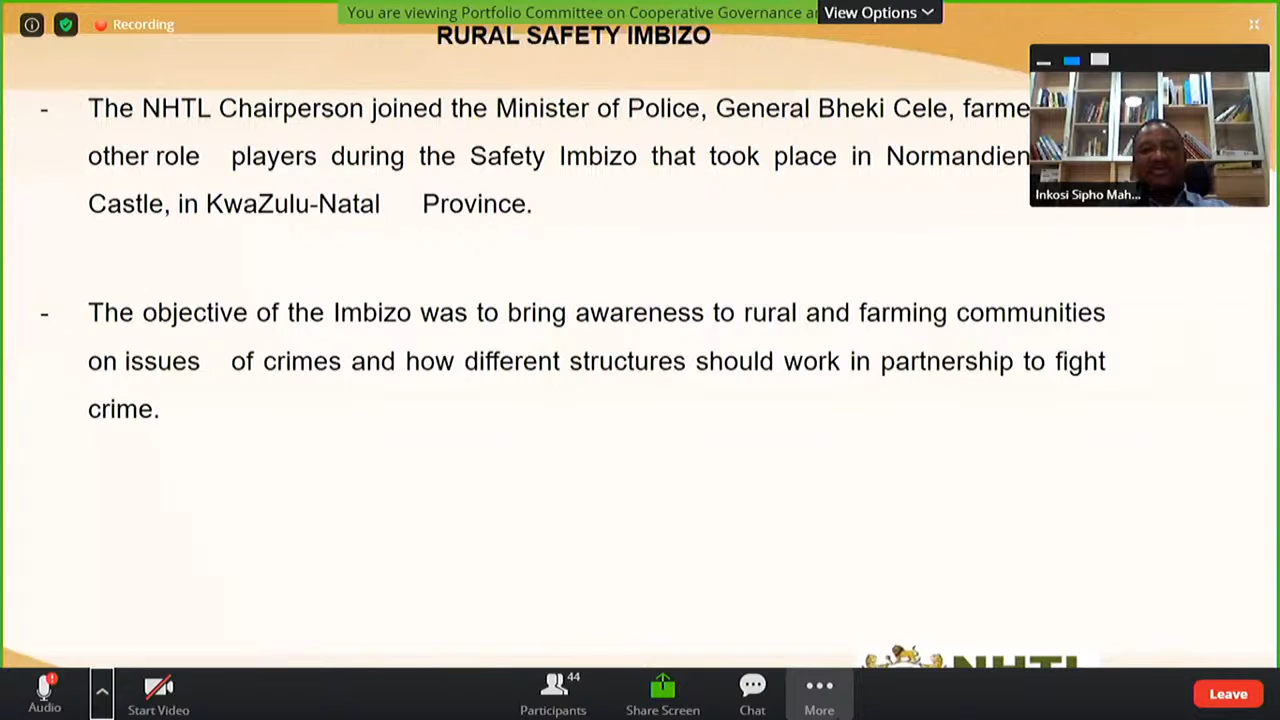 You are viewing Portfolio Committee on Cooperative Governance
View Options
Recording
RURAL SAFETY IMBIZO
- The NHTL Chairperson joined the Minister of Police, General Bheki Cele,
other role players during the Safety Imbizo that took place in Normandien
Castle, in KwaZulu-Natal Province.
Inkosi Sipho Mah...
- The objective of the Imbizo was to bring awareness to rural and farming communities
on issues of crimes and how different structures should work in partnership to fight
crime.
NHTL
Audio
Start Video
Participants
44
Share Screen
Chat
More
Leave